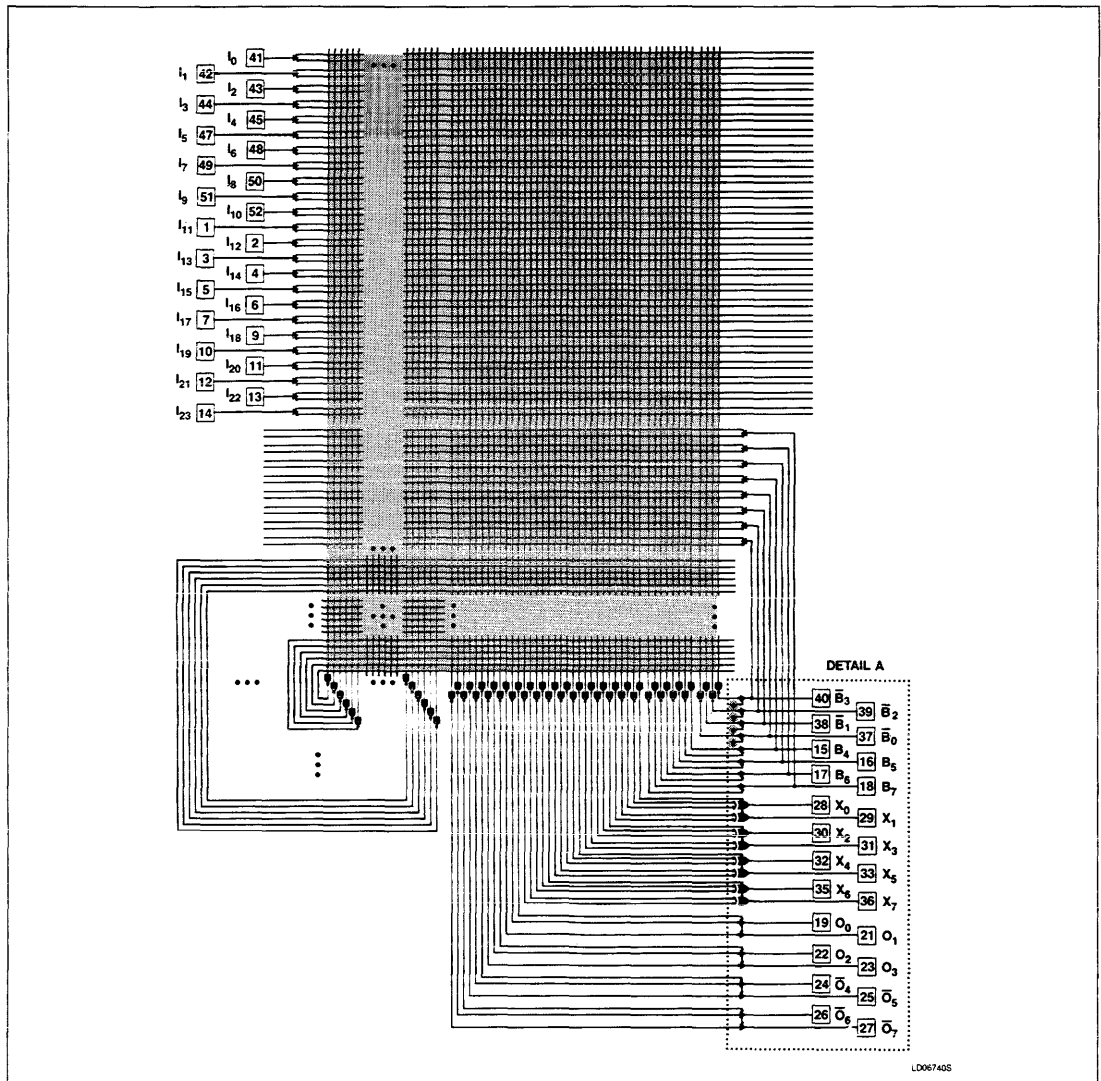 I₀ 41
I₁ 42
I₂ 43
I₃ 44
I₄ 45
I₅ 47
I₆ 48
I₇ 49
I₈ 50
I₉ 51
I₁₀ 52
I₁₁ 1
I₁₂ 2
I₁₃ 3
I₁₄ 4
I₁₅ 5
I₁₆ 6
I₁₇ 7
I₁₈ 9
I₁₉ 10
I₂₀ 11
I₂₁ 12
I₂₂ 13
I₂₃ 14
DETAIL A
40 B̅₃
39 B̅₂
38 B̅₁
37 B̅₀
15 B₄
16 B₅
17 B₆
18 B₇
28 X₀
29 X₁
30 X₂
31 X₃
32 X₄
33 X₅
35 X₆
36 X₇
19 O₀
21 O₁
22 O₂
23 O₃
24 O̅₄
25 O̅₅
26 O̅₆
27 O̅₇
LD06740S